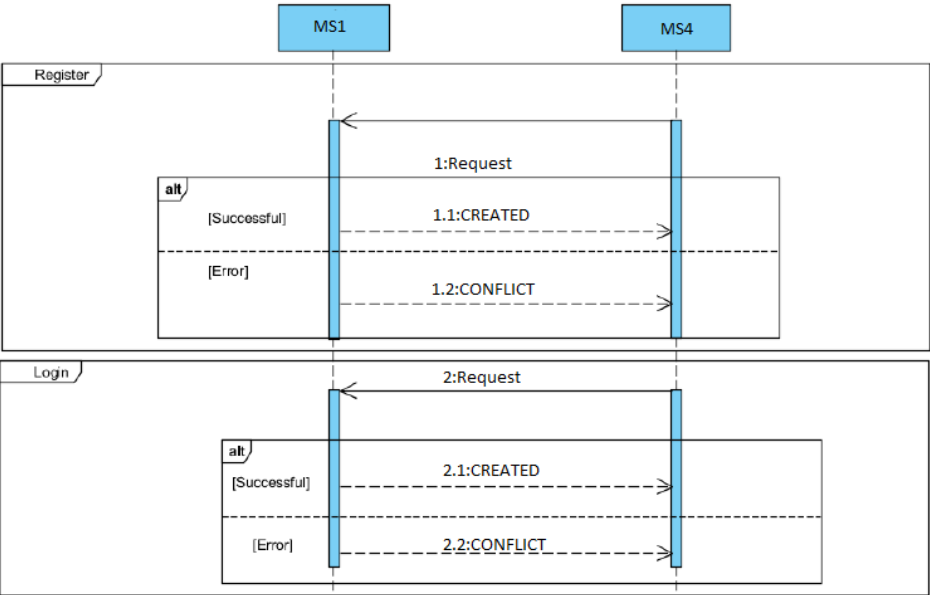 MS1
MS4
Register
1:Request
alt
[Successful]
1.1:CREATED
[Error]
1.2:CONFLICT
Login
2:Request
alt
[Successful]
2.1:CREATED
[Error]
2.2:CONFLICT